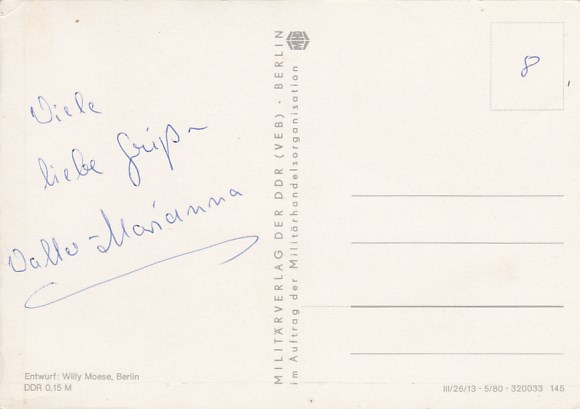 Viele
liebe Grüße
Walter Marianna
MILITÄRVERLAG DER DDR (VEB) · BERLIN
im Auftrag der Militärhandelsorganisation
8
Entwurf: Willy Moese, Berlin
DDR 0,15 M
III/26/13 · 5/80 · 320033 145